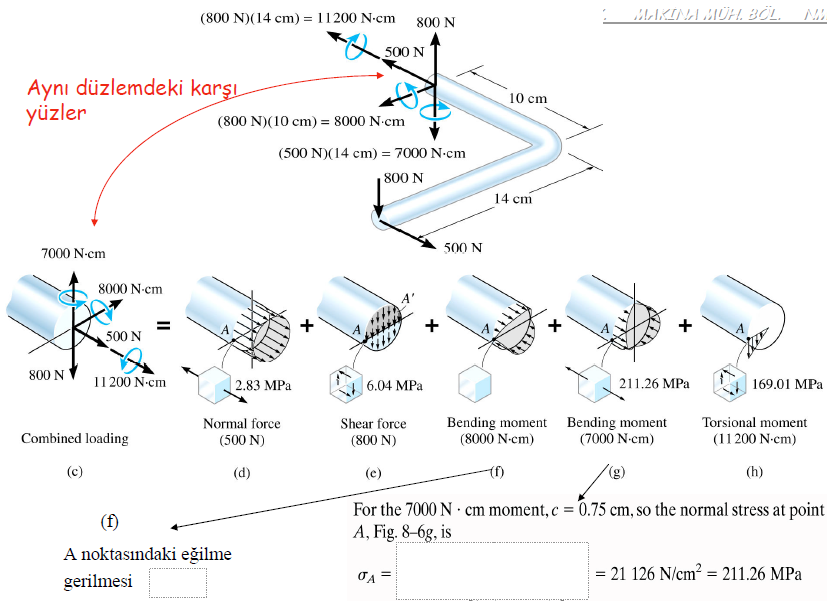 MAKINA MÜH. BÖL.
(800 N)(14 cm) = 11200 N·cm
800 N
500 N
Aynı düzlemdeki karşı
yüzler
10 cm
(800 N)(10 cm) = 8000 N·cm
(500 N)(14 cm) = 7000 N·cm
800 N
14 cm
500 N
7000 N·cm
8000 N·cm
500 N
800 N
11200 N·cm
=
+
+
+
+
A
A
A'
A
A
A
2.83 MPa
6.04 MPa
211.26 MPa
169.01 MPa
Combined loading
Normal force
(500 N)
Shear force
(800 N)
Bending moment
(8000 N·cm)
Bending moment
(7000 N·cm)
Torsional moment
(11 200 N·cm)
(c)
(d)
(e)
(f)
(g)
(h)
(f)
A noktasındaki eğilme
gerilmesi
For the 7000 N · cm moment, c = 0.75 cm, so the normal stress at point
A, Fig. 8–6g, is
σA = = 21 126 N/cm² = 211.26 MPa